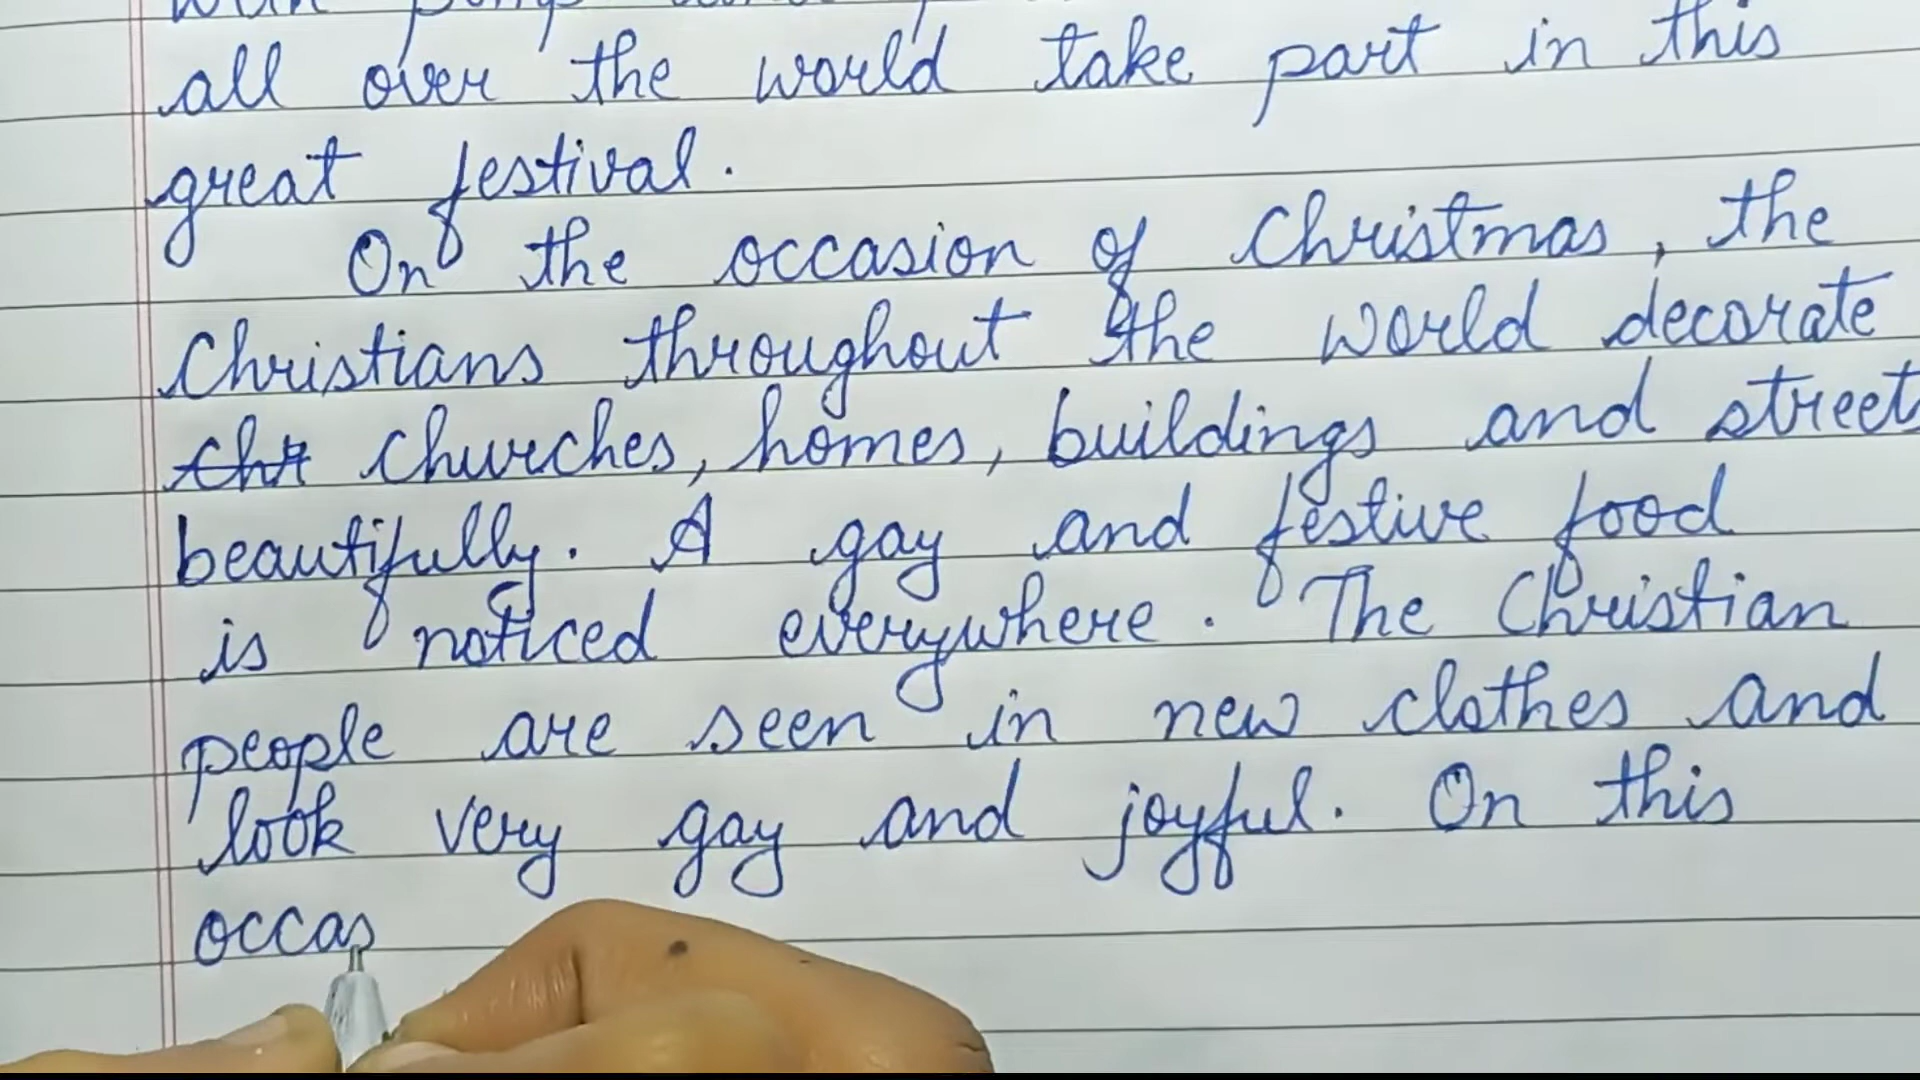 all over the world take part in this
great festival.
On the occasion of Christmas, the
Christians throughout the world decorate
churches, homes, buildings and streets
beautifully. A gay and festive food
is noticed everywhere. The Christian
people are seen in new clothes and
look very gay and joyful. On this
occas